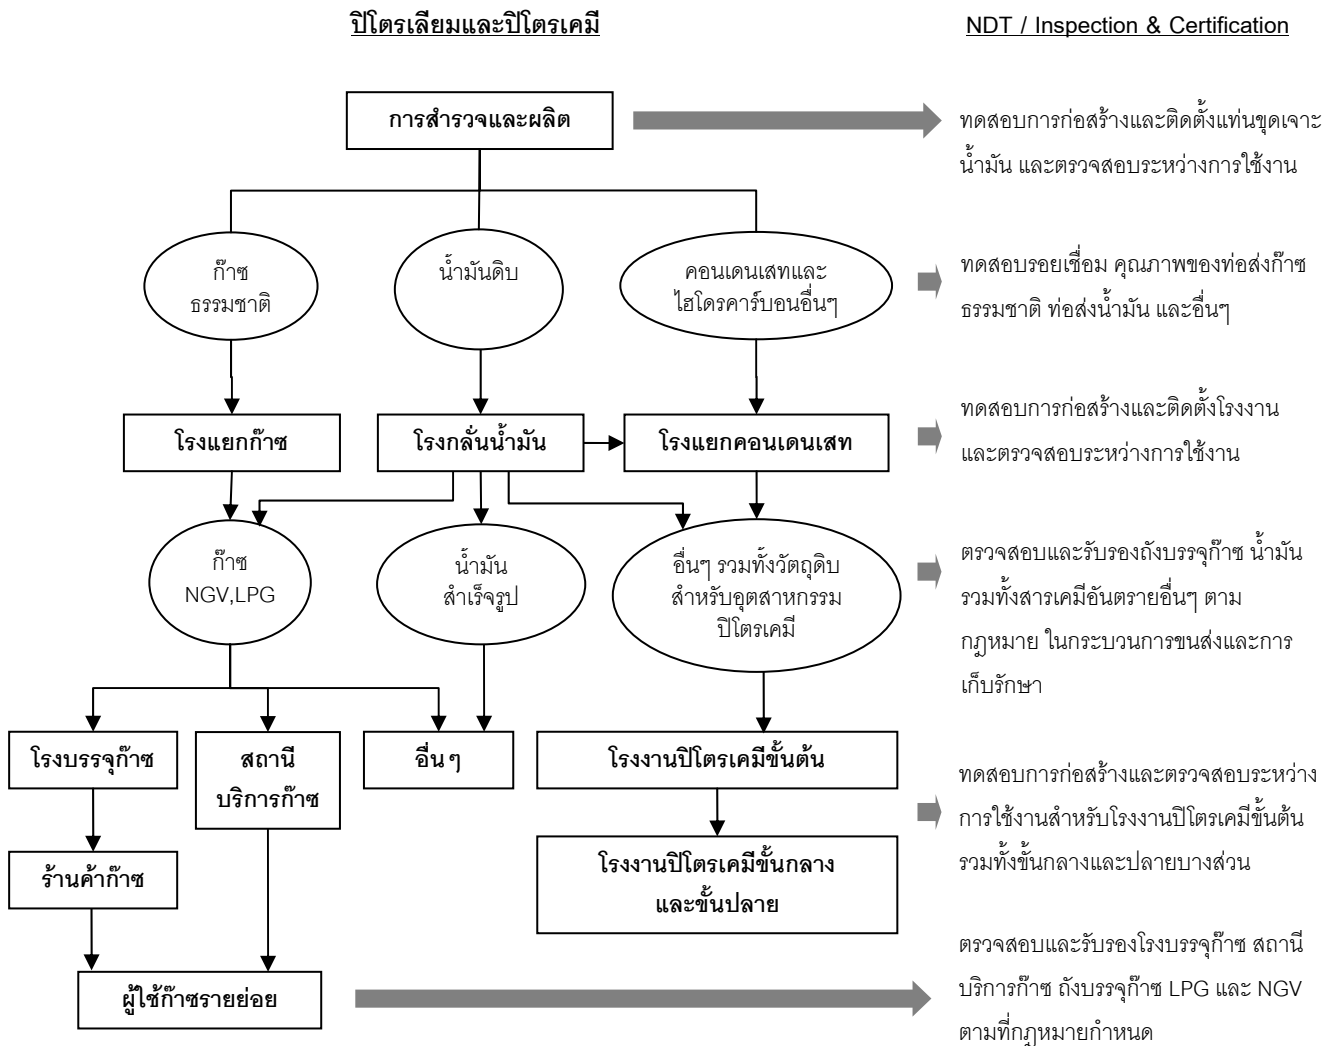 ปิโตรเลียมและปิโตรเคมี
NDT / Inspection & Certification
การสำรวจและผลิต
ทดสอบการก่อสร้างและติดตั้งแท่นขุดเจาะ
น้ำมัน และตรวจสอบระหว่างการใช้งาน
ก๊าซ
ธรรมชาติ
น้ำมันดิบ
คอนเดนเสทและ
ไฮโดรคาร์บอนอื่นๆ
ทดสอบรอยเชื่อม คุณภาพของท่อส่งก๊าซ
ธรรมชาติ ท่อส่งน้ำมัน และอื่นๆ
โรงแยกก๊าซ
โรงกลั่นน้ำมัน
โรงแยกคอนเดนเสท
ทดสอบการก่อสร้างและติดตั้งโรงงาน
และตรวจสอบระหว่างการใช้งาน
ก๊าซ
NGV,LPG
น้ำมัน
สำเร็จรูป
อื่นๆ รวมทั้งวัตถุดิบ
สำหรับอุตสาหกรรม
ปิโตรเคมี
ตรวจสอบและรับรองถังบรรจุก๊าซ น้ำมัน
รวมทั้งสารเคมีอันตรายอื่นๆ ตาม
กฎหมาย ในกระบวนการขนส่งและการ
เก็บรักษา
โรงบรรจุก๊าซ
สถานี
บริการก๊าซ
อื่น ๆ
โรงงานปิโตรเคมีขั้นต้น
ทดสอบการก่อสร้างและตรวจสอบระหว่าง
การใช้งานสำหรับโรงงานปิโตรเคมีขั้นต้น
รวมทั้งขั้นกลางและปลายบางส่วน
ร้านค้าก๊าซ
โรงงานปิโตรเคมีขั้นกลาง
และขั้นปลาย
ผู้ใช้ก๊าซรายย่อย
ตรวจสอบและรับรองโรงบรรจุก๊าซ สถานี
บริการก๊าซ ถังบรรจุก๊าซ LPG และ NGV
ตามที่กฎหมายกำหนด